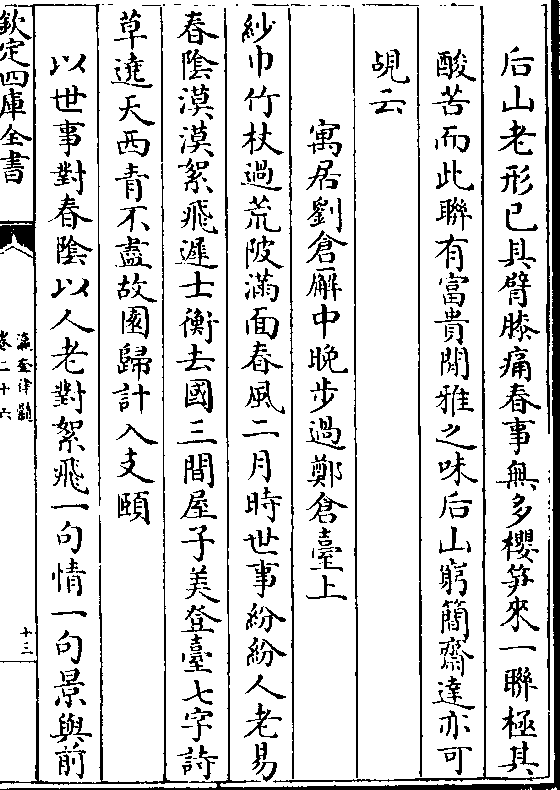 后山老形已具臂膝痛春事無多櫻笋來一聯極其
酸苦而此聯有富貴閒雅之味后山窮簡齋達亦可
覘云
寓居劉倉廨中晚步過鄭倉臺上
紗巾竹杖過荒陂滿面春風二月時世事紛紛人老易
春陰漠漠絮飛遲士衡去國三間屋子美登臺七字詩
草遶天西青不盡故園歸計入支頤
以世事對春陰以人老對絮飛一句情一句景與前
欽定四庫全書
瀛奎律髓
卷二十六
十三